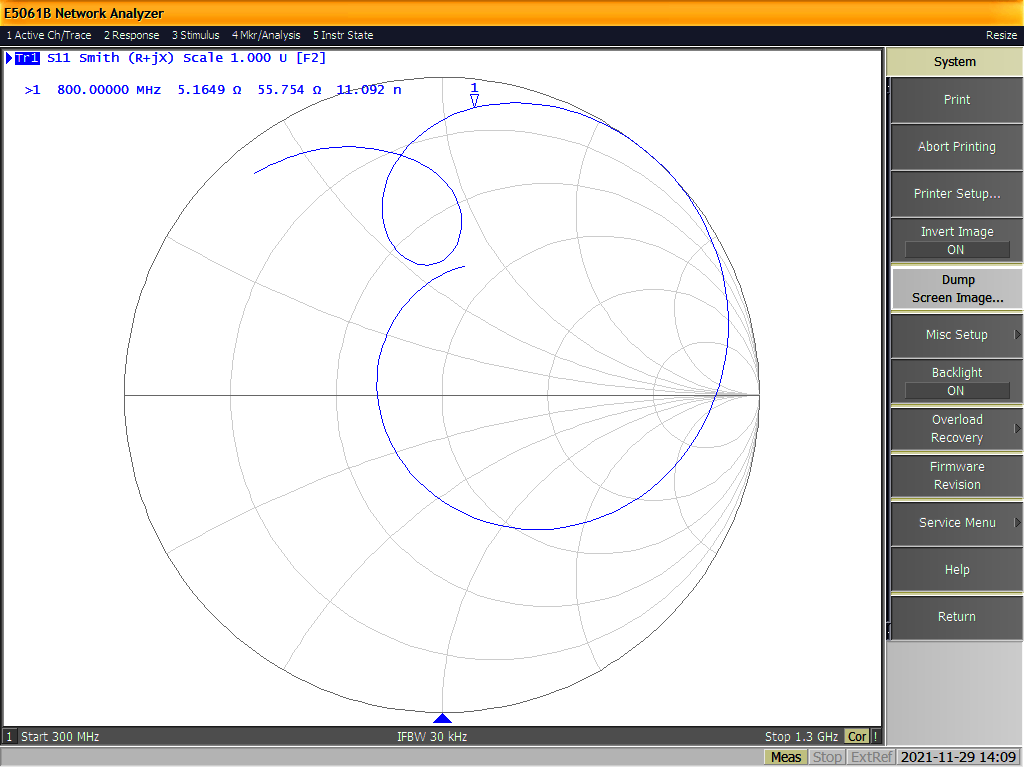 E5061B Network Analyzer
1 Active Ch/Trace 2 Response 3 Stimulus 4 Mkr/Analysis 5 Instr State Resize
Tr1 S11 Smith (R+jX) Scale 1.000 U [F2]
>1 800.00000 MHz 5.1649 Ω 55.754 Ω 11.092 n
1
System
Print
Abort Printing
Printer Setup...
Invert Image
ON
Dump
Screen Image...
Misc Setup
Backlight
ON
Overload
Recovery
Firmware
Revision
Service Menu
Help
Return
1 Start 300 MHz IFBW 30 kHz Stop 1.3 GHz Cor !
Meas Stop ExtRef 2021-11-29 14:09